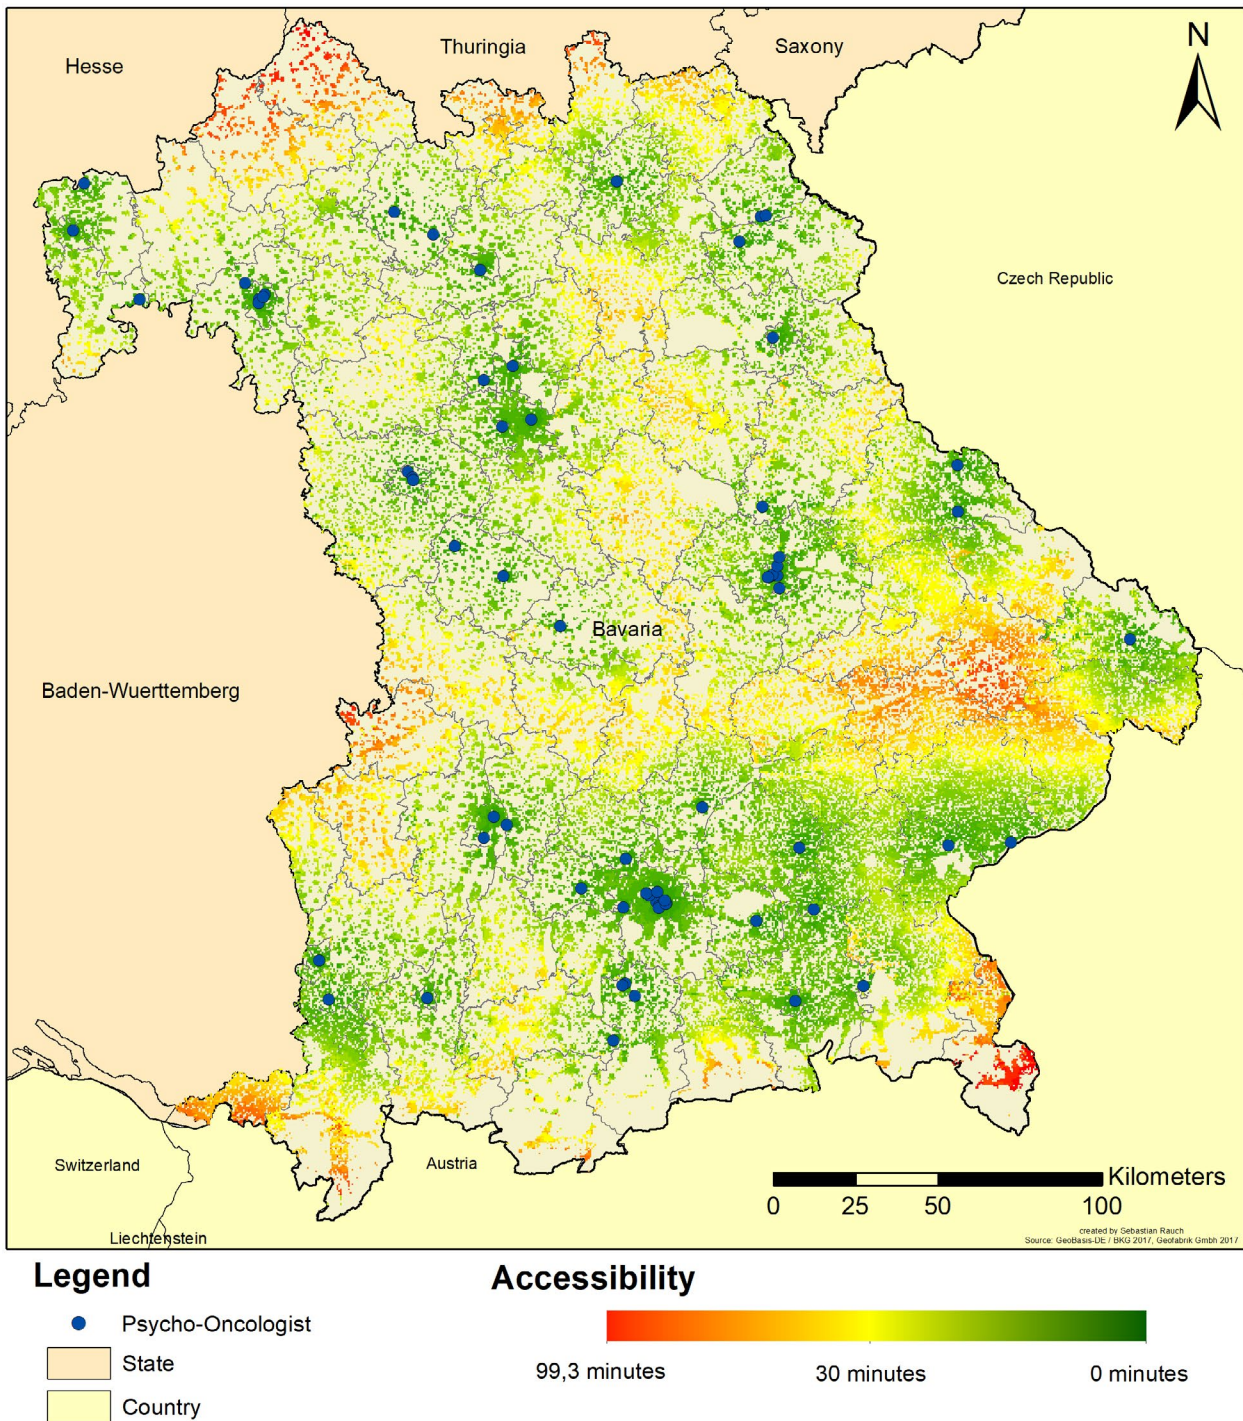 Hesse
Thuringia
Saxony
N
Czech Republic
Bavaria
Baden-Wuerttemberg
Switzerland
Austria
Liechtenstein
Kilometers
0 25 50 100
created by Sebastian Rauch
Source: GeoBasis-DE / BKG 2017, Geofabrik Gmbh 2017
Legend
Psycho-Oncologist
State
Country
Accessibility
99,3 minutes 30 minutes 0 minutes